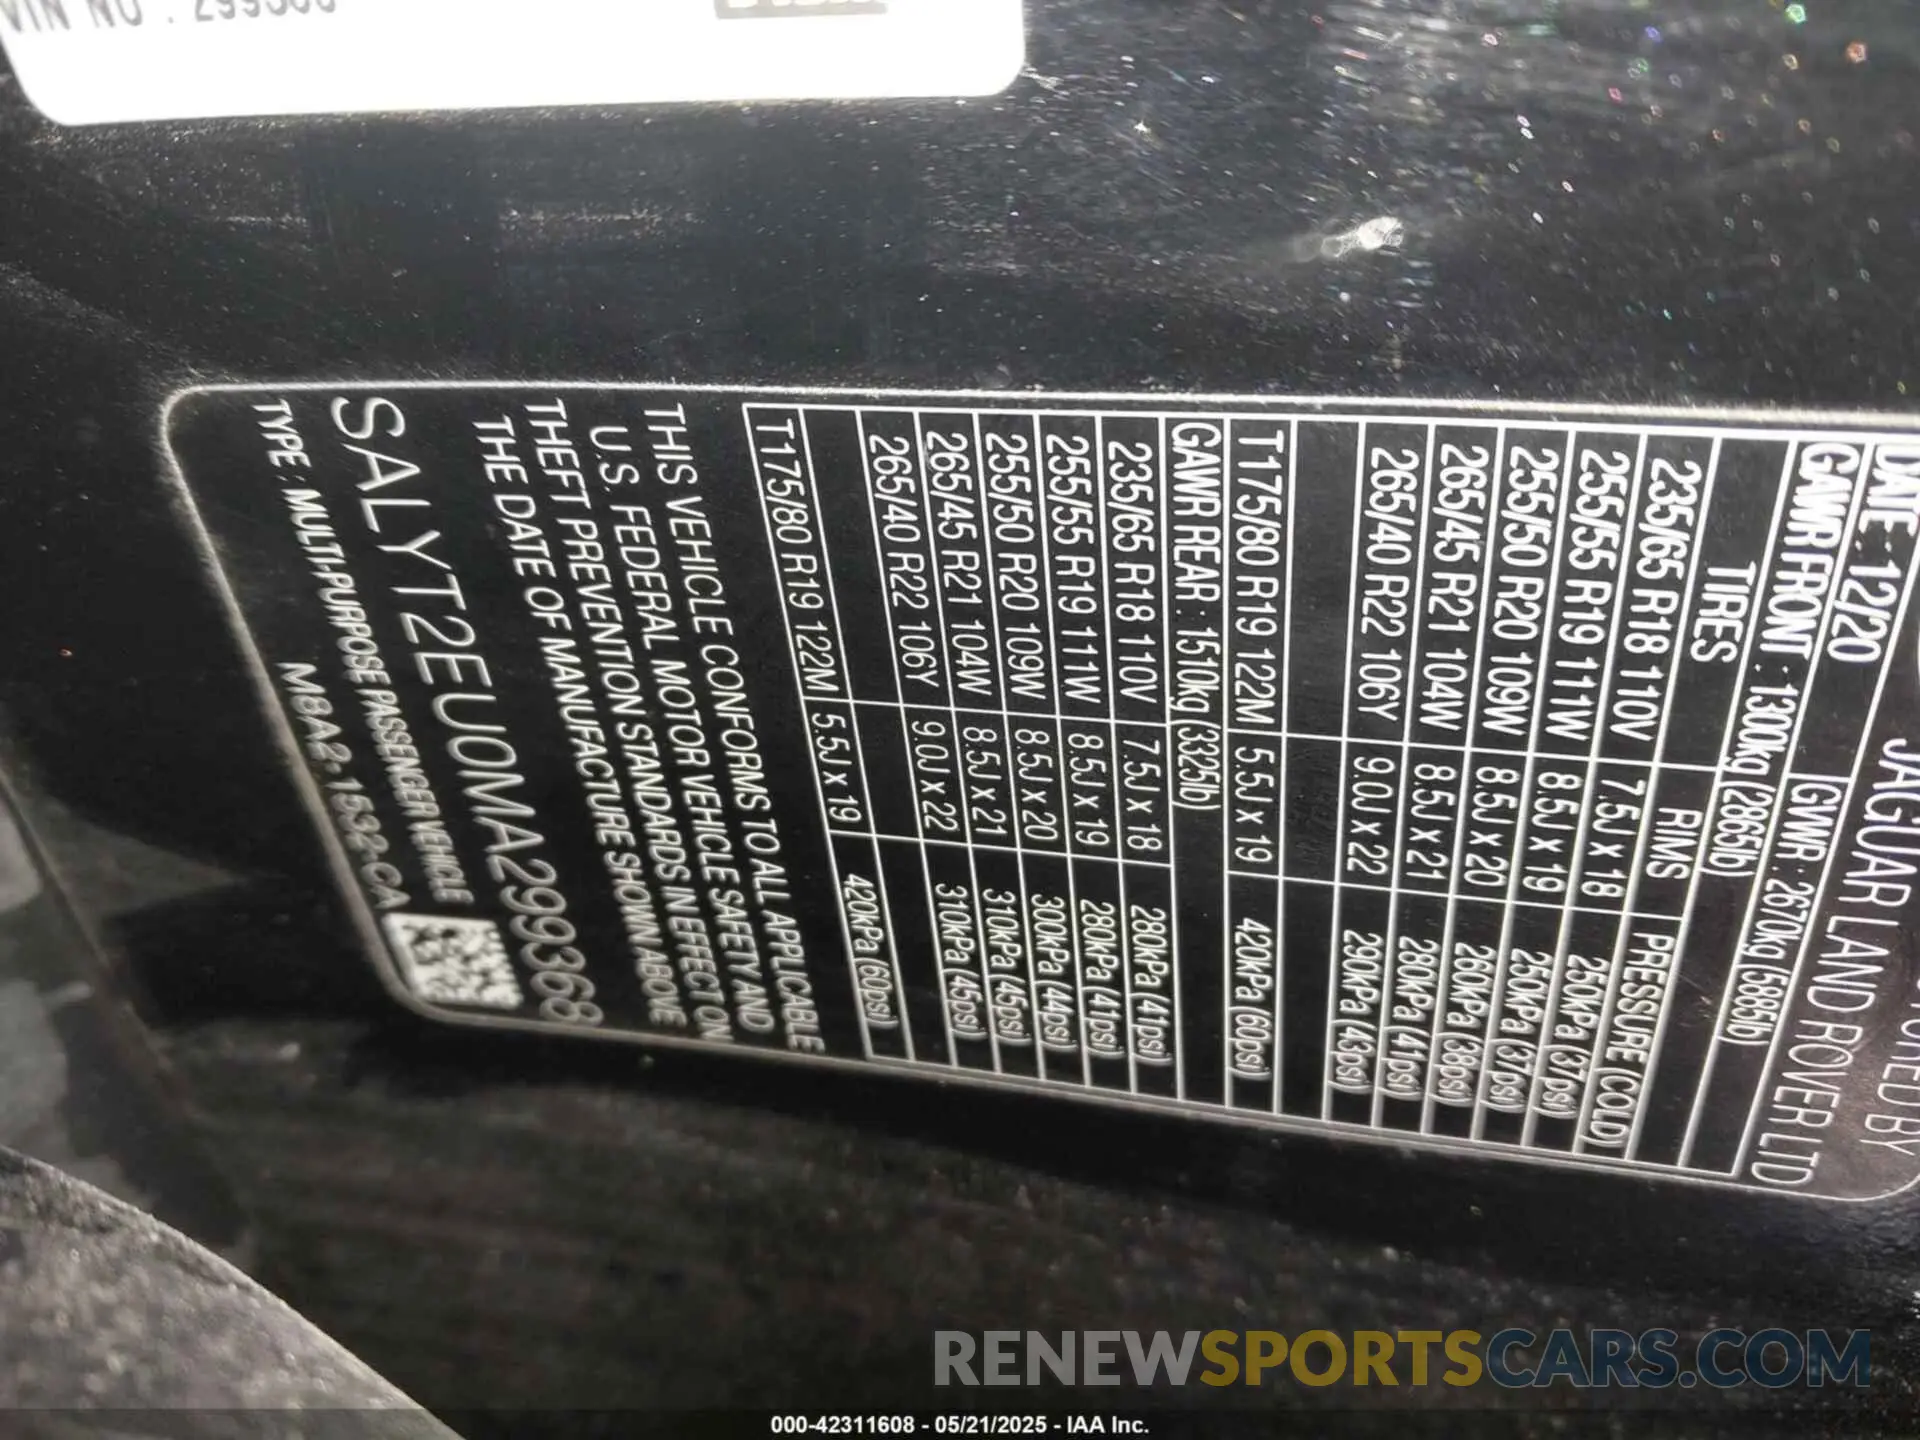 VIN NO : 299368
JAGUAR LAND ROVER LTD
DATE : 12/20 GVWR : 2670kg (5885lb)
GAWR FRONT : 1300kg (2865lb)
TIRES RIMS PRESSURE (COLD)
235/65 R18 110V 7.5J x 18 250kPa (37psi)
255/55 R19 111W 8.5J x 19 250kPa (37psi)
255/50 R20 109W 8.5J x 20 260kPa (38psi)
265/45 R21 104W 8.5J x 21 280kPa (41psi)
265/40 R22 106Y 9.0J x 22 290kPa (43psi)
T175/80 R19 122M 5.5J x 19 420kPa (60psi)
GAWR REAR : 1510kg (3325lb)
235/65 R18 110V 7.5J x 18 280kPa (41psi)
255/55 R19 111W 8.5J x 19 280kPa (41psi)
255/50 R20 109W 8.5J x 20 300kPa (44psi)
265/45 R21 104W 8.5J x 21 310kPa (45psi)
265/40 R22 106Y 9.0J x 22 310kPa (45psi)
T175/80 R19 122M 5.5J x 19 420kPa (60psi)
THIS VEHICLE CONFORMS TO ALL APPLICABLE
U.S. FEDERAL MOTOR VEHICLE SAFETY AND
THEFT PREVENTION STANDARDS IN EFFECT ON
THE DATE OF MANUFACTURE SHOWN ABOVE
SALYT2EU0MA299368
TYPE : MULTI-PURPOSE PASSENGER VEHICLE
M8A2-1532-CA
RENEWSPORTSCARS.COM
000-42311608 - 05/21/2025 - IAA Inc.